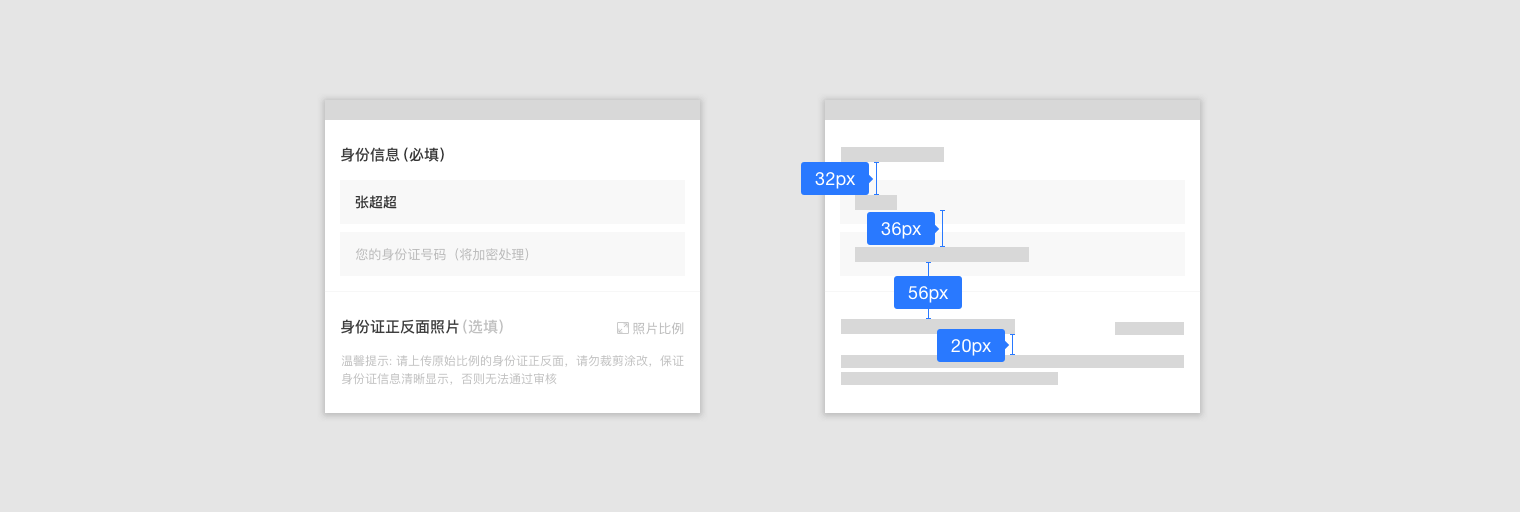 身份信息 (必填)
张超超
您的身份证号码（将加密处理）
身份证正反面照片 (选填)
照片比例
温馨提示: 请上传原始比例的身份证正反面，请勿裁剪涂改，保证
身份证信息清晰显示，否则无法通过审核
32px
36px
56px
20px